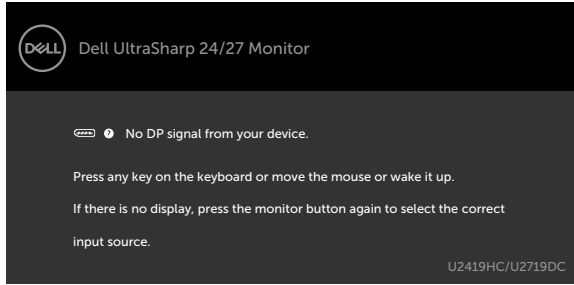 DELL
Dell UltraSharp 24/27 Monitor
? No DP signal from your device.
Press any key on the keyboard or move the mouse or wake it up.
If there is no display, press the monitor button again to select the correct
input source.
U2419HC/U2719DC